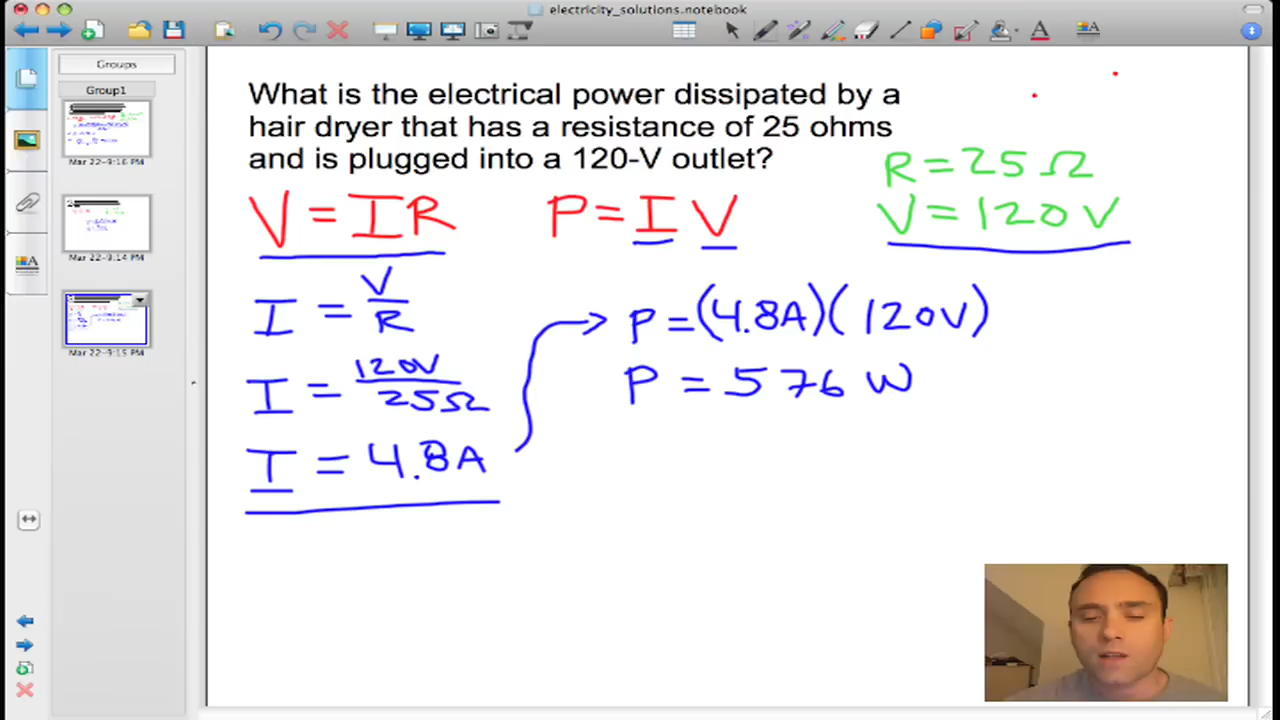 electricity_solutions.notebook
Groups
Group1
Mar 22-9:16 PM
Mar 22-9:14 PM
Mar 22-9:15 PM
What is the electrical power dissipated by a
hair dryer that has a resistance of 25 ohms
and is plugged into a 120-V outlet?
R = 25 Ω
V = 120 V
V = IR
P = I V
I = V/R
I = 120V/25Ω
I = 4.8A
P = (4.8A)(120V)
P = 576 W